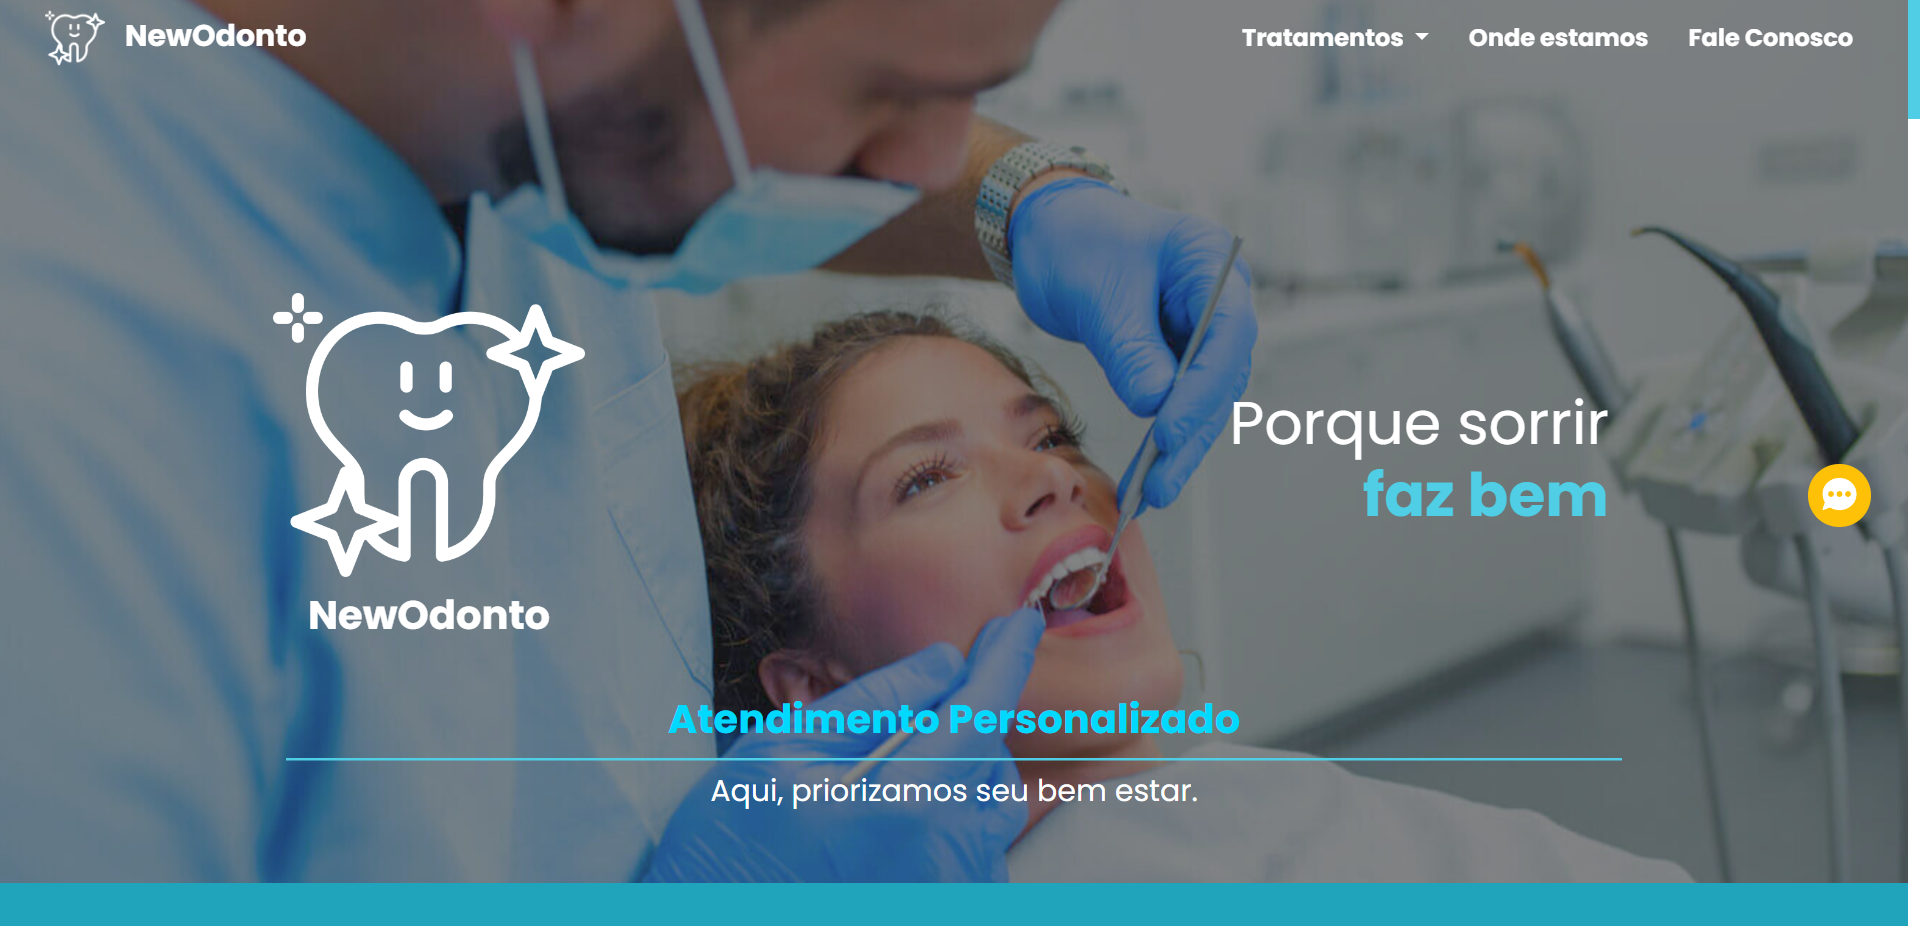 NewOdonto
Tratamentos
Onde estamos
Fale Conosco
Porque sorrir
faz bem
NewOdonto
Atendimento Personalizado
Aqui, priorizamos seu bem estar.